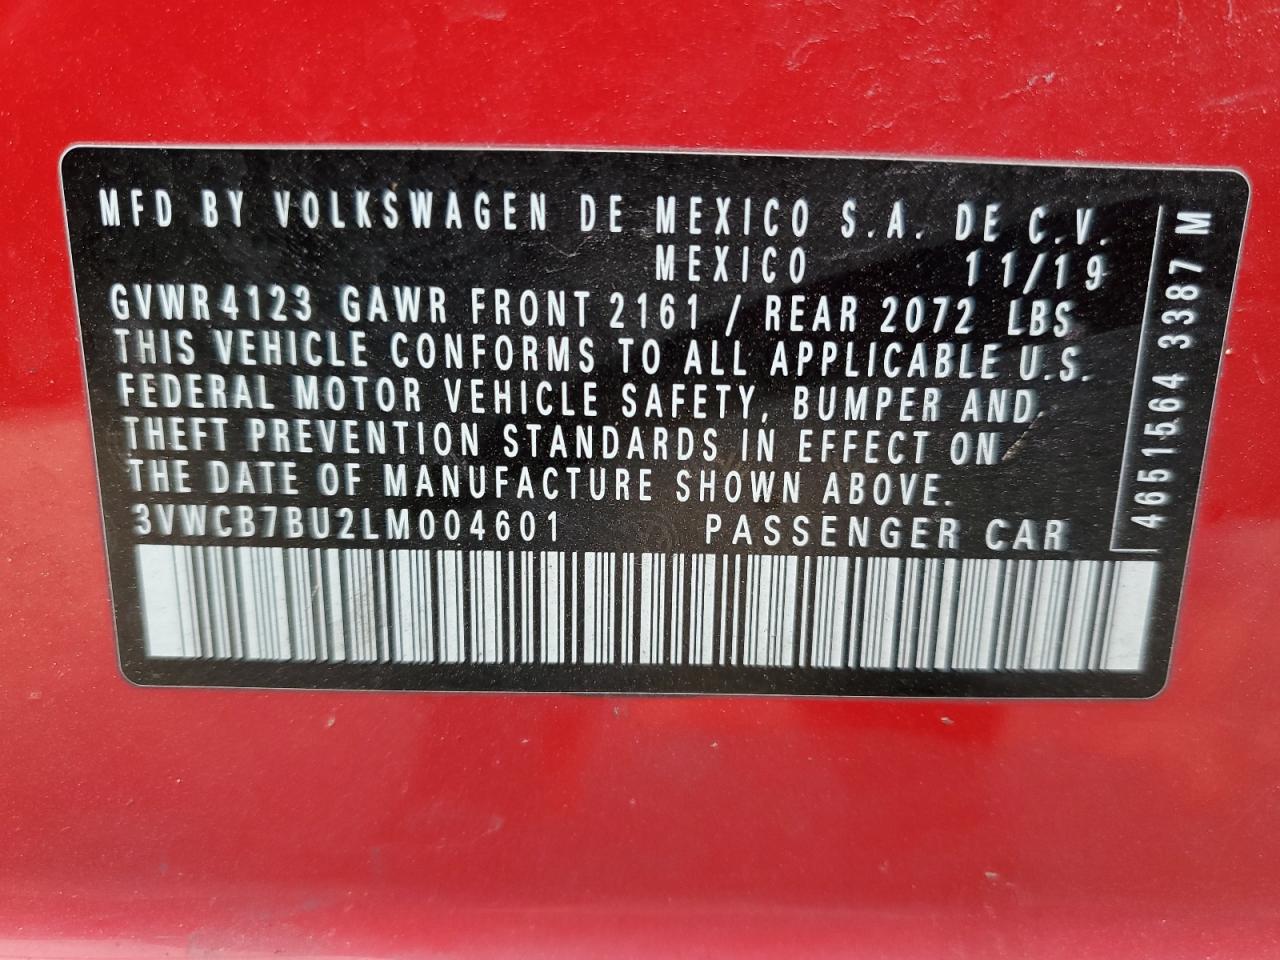 MFD BY VOLKSWAGEN DE MEXICO S.A. DE C.V.
MEXICO 11/19
GVWR 4123 GAWR FRONT 2161 / REAR 2072 LBS
THIS VEHICLE CONFORMS TO ALL APPLICABLE U.S.
FEDERAL MOTOR VEHICLE SAFETY, BUMPER AND
THEFT PREVENTION STANDARDS IN EFFECT ON
THE DATE OF MANUFACTURE SHOWN ABOVE.
3VWCB7BU2LM004601 PASSENGER CAR
4651564 3387 M